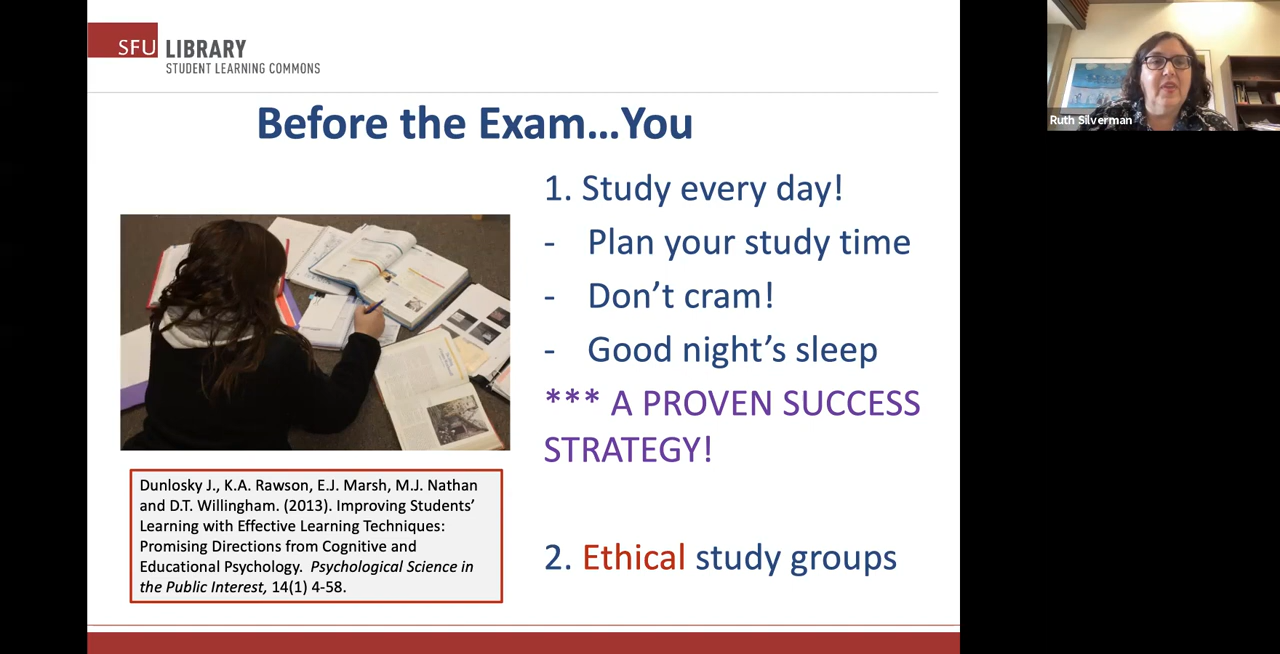 SFU LIBRARY
STUDENT LEARNING COMMONS
Before the Exam...You
1. Study every day!
- Plan your study time
- Don't cram!
- Good night's sleep
*** A PROVEN SUCCESS
STRATEGY!
2. Ethical study groups
Dunlosky J., K.A. Rawson, E.J. Marsh, M.J. Nathan
and D.T. Willingham. (2013). Improving Students'
Learning with Effective Learning Techniques:
Promising Directions from Cognitive and
Educational Psychology. Psychological Science in
the Public Interest, 14(1) 4-58.
Ruth Silverman